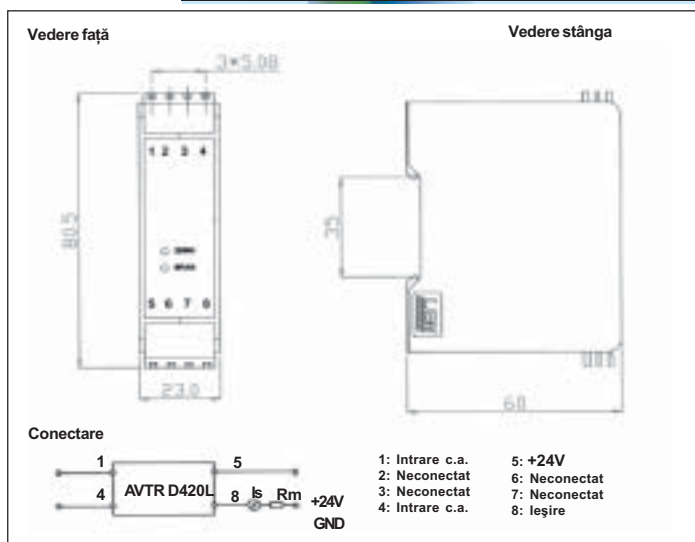 Vedere față
Vedere stânga
3*5.08
1 2 3 4
80.5
35
5 6 7 8
23.0
60
Conectare
1
5
AVTR D420L
4
8
Is
Rm
+24V
GND
1: Intrare c.a.
2: Neconectat
3: Neconectat
4: Intrare c.a.
5: +24V
6: Neconectat
7: Neconectat
8: Ieşire